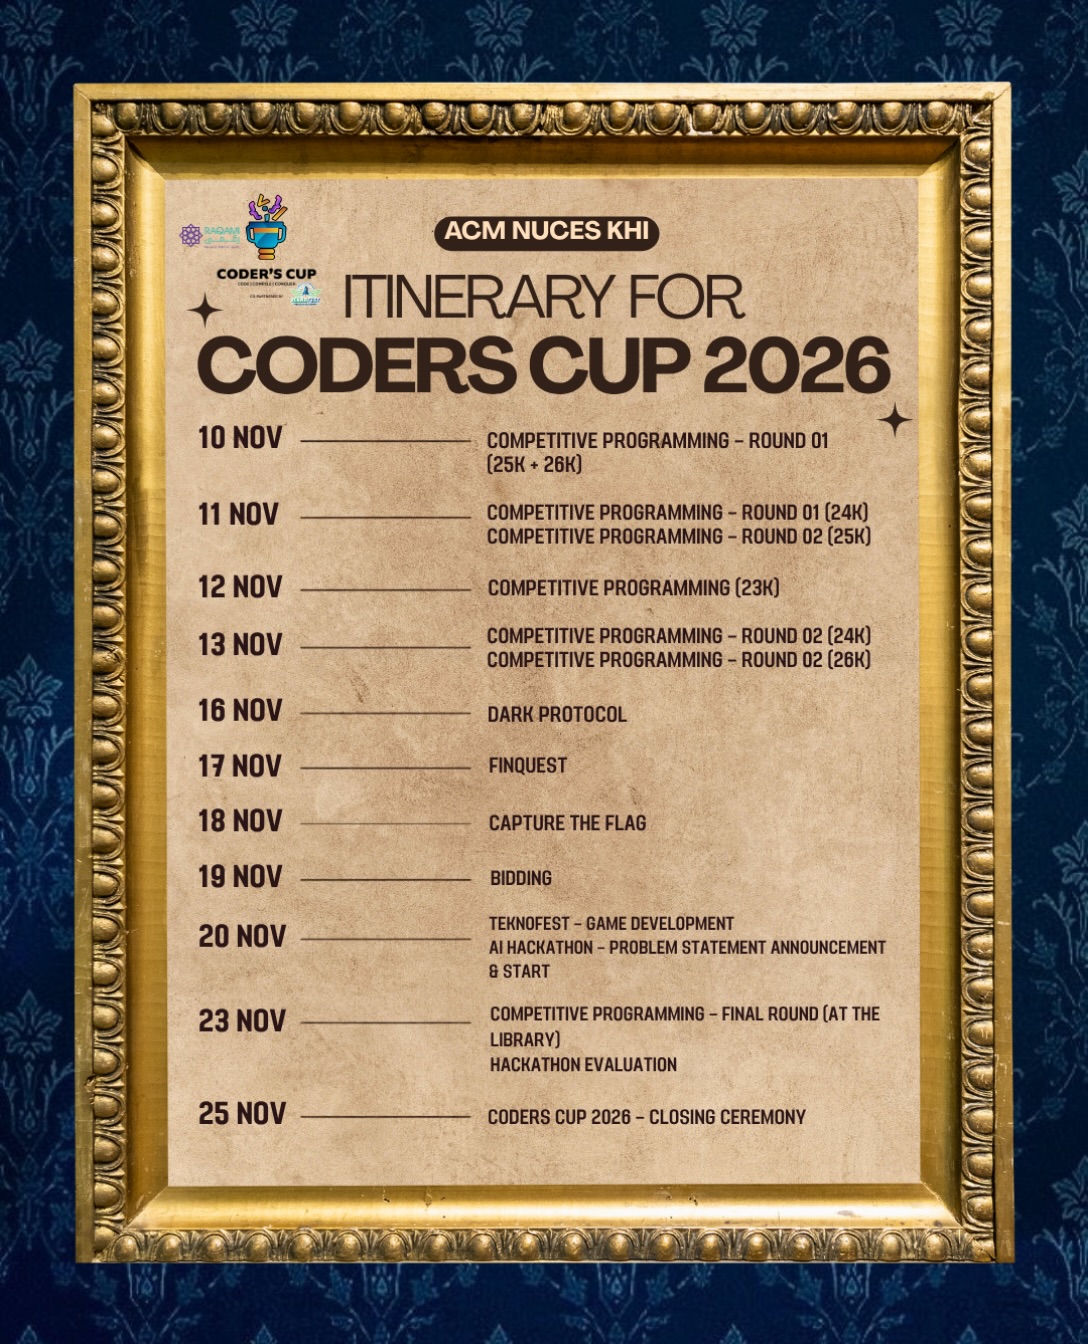 RAQAMI
CODER'S CUP
CODE | COMPILE | CONQUER
ACM NUCES KHI
ITINERARY FOR
CODERS CUP 2026
10 NOV
COMPETITIVE PROGRAMMING – ROUND 01
(25K + 26K)
11 NOV
COMPETITIVE PROGRAMMING – ROUND 01 (24K)
COMPETITIVE PROGRAMMING – ROUND 02 (25K)
12 NOV
COMPETITIVE PROGRAMMING (23K)
13 NOV
COMPETITIVE PROGRAMMING – ROUND 02 (24K)
COMPETITIVE PROGRAMMING – ROUND 02 (26K)
16 NOV
DARK PROTOCOL
17 NOV
FINQUEST
18 NOV
CAPTURE THE FLAG
19 NOV
BIDDING
20 NOV
TEKNOFEST – GAME DEVELOPMENT
AI HACKATHON – PROBLEM STATEMENT ANNOUNCEMENT
& START
23 NOV
COMPETITIVE PROGRAMMING – FINAL ROUND (AT THE
LIBRARY)
HACKATHON EVALUATION
25 NOV
CODERS CUP 2026 – CLOSING CEREMONY